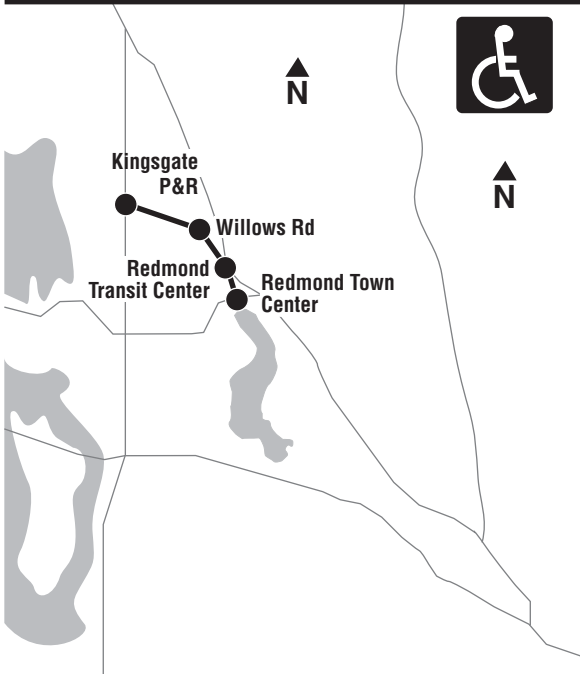 N
N
Kingsgate
P&R
Willows Rd
Redmond
Transit Center
Redmond Town
Center